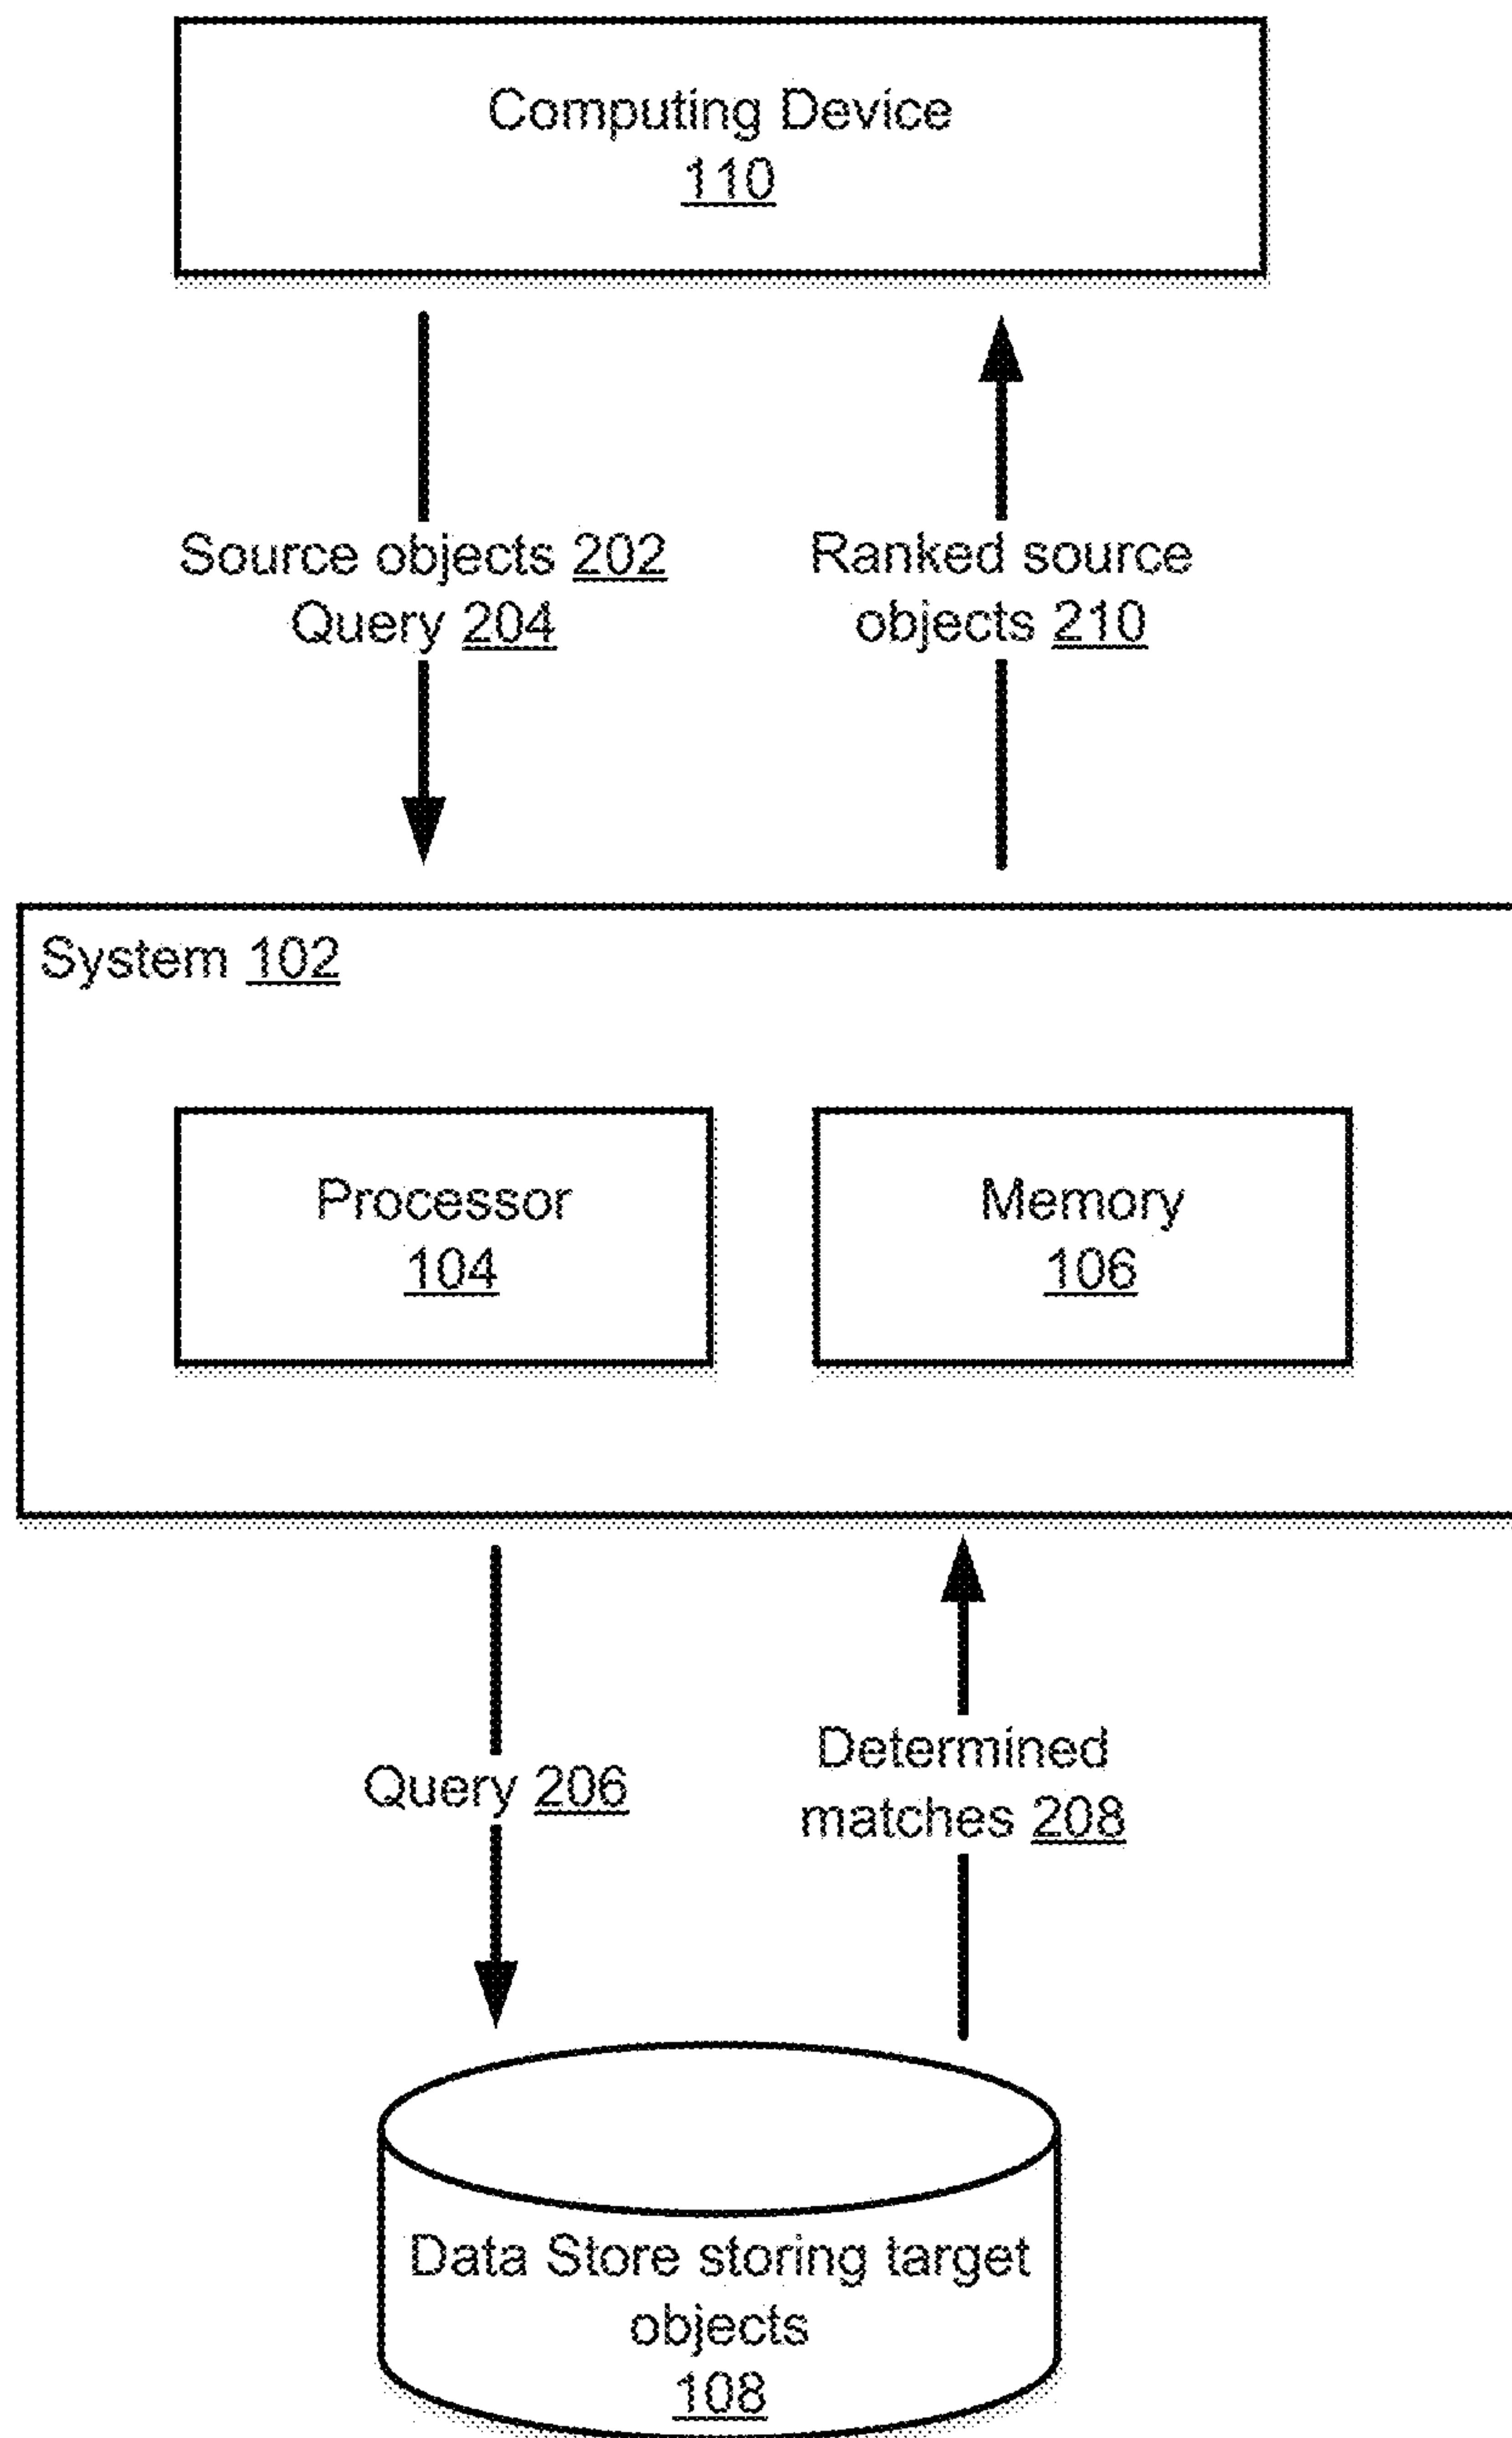 Computing Device
110
Source objects 202
Query 204
Ranked source
objects 210
System 102
Processor
104
Memory
106
Query 206
Determined
matches 208
Data Store storing target
objects
108